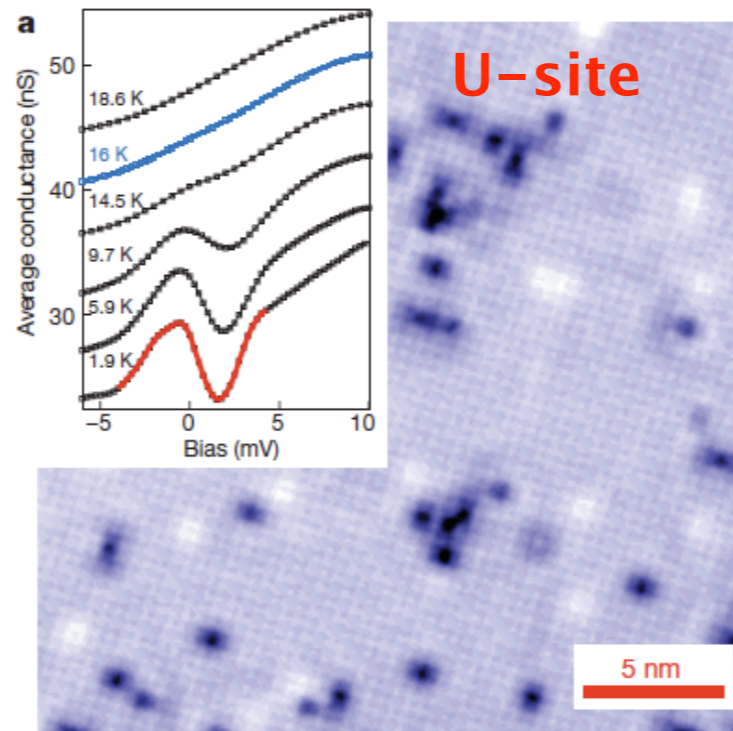 a
U-site
Average conductance (nS)
50
40
30
18.6 K
16 K
14.5 K
9.7 K
5.9 K
1.9 K
-5
0
5
10
Bias (mV)
5 nm